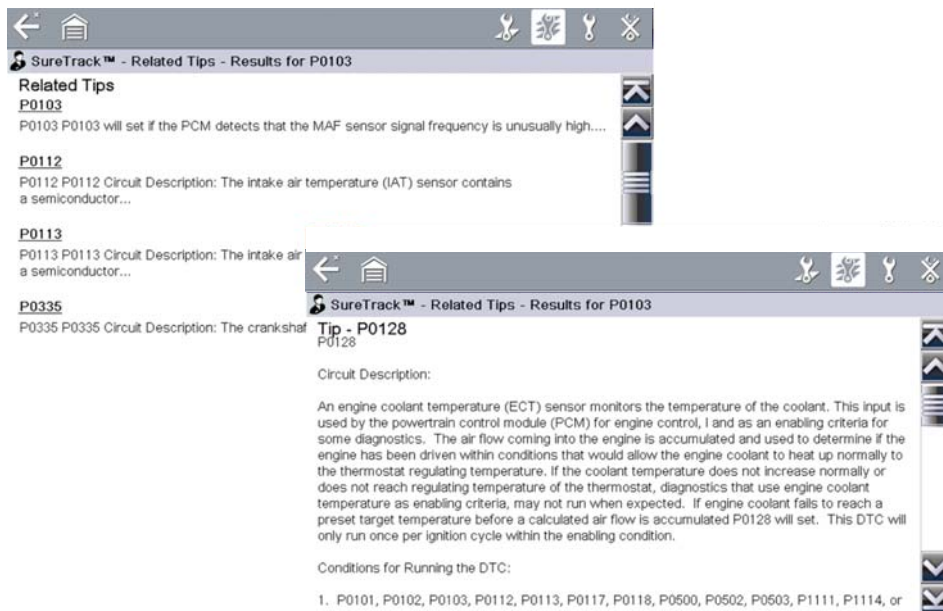 SureTrack™ - Related Tips - Results for P0103
Related Tips
P0103
P0103 P0103 will set if the PCM detects that the MAF sensor signal frequency is unusually high....
P0112
P0112 P0112 Circuit Description: The intake air temperature (IAT) sensor contains
a semiconductor...
P0113
P0113 P0113 Circuit Description: The intake air
a semiconductor...
P0335
P0335 P0335 Circuit Description: The crankshaf
SureTrack™ - Related Tips - Results for P0103
Tip - P0128
P0128
Circuit Description:
An engine coolant temperature (ECT) sensor monitors the temperature of the coolant. This input is
used by the powertrain control module (PCM) for engine control, I and as an enabling criteria for
some diagnostics. The air flow coming into the engine is accumulated and used to determine if the
engine has been driven within conditions that would allow the engine coolant to heat up normally to
the thermostat regulating temperature. If the coolant temperature does not increase normally or
does not reach regulating temperature of the thermostat, diagnostics that use engine coolant
temperature as enabling criteria, may not run when expected. If engine coolant fails to reach a
preset target temperature before a calculated air flow is accumulated P0128 will set. This DTC will
only run once per ignition cycle within the enabling condition.
Conditions for Running the DTC:
1. P0101, P0102, P0103, P0112, P0113, P0117, P0118, P0500, P0502, P0503, P1111, P1114, or